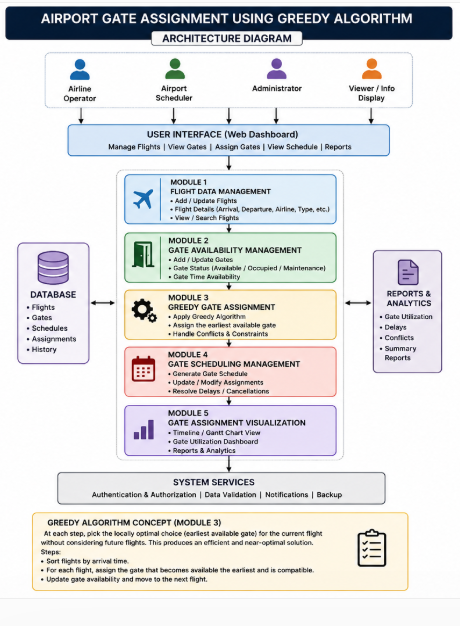 AIRPORT GATE ASSIGNMENT USING GREEDY ALGORITHM
ARCHITECTURE DIAGRAM
Airline
Operator
Airport
Scheduler
Administrator
Viewer / Info
Display
USER INTERFACE (Web Dashboard)
Manage Flights | View Gates | Assign Gates | View Schedule | Reports
MODULE 1
FLIGHT DATA MANAGEMENT
• Add / Update Flights
• Flight Details (Arrival, Departure, Airline, Type, etc.)
• View / Search Flights
MODULE 2
GATE AVAILABILITY MANAGEMENT
• Add / Update Gates
• Gate Status (Available / Occupied / Maintenance)
• Gate Time Availability
MODULE 3
GREEDY GATE ASSIGNMENT
• Apply Greedy Algorithm
• Assign the earliest available gate
• Handle Conflicts & Constraints
MODULE 4
GATE SCHEDULING MANAGEMENT
• Generate Gate Schedule
• Update / Modify Assignments
• Resolve Delays / Cancellations
MODULE 5
GATE ASSIGNMENT VISUALIZATION
• Timeline / Gantt Chart View
• Gate Utilization Dashboard
• Reports & Analytics
DATABASE
• Flights
• Gates
• Schedules
• Assignments
• History
REPORTS &
ANALYTICS
• Gate Utilization
• Delays
• Conflicts
• Summary
Reports
SYSTEM SERVICES
Authentication & Authorization | Data Validation | Notifications | Backup
GREEDY ALGORITHM CONCEPT (MODULE 3)
At each step, pick the locally optimal choice (earliest available gate) for the current flight
without considering future flights. This produces an efficient and near-optimal solution.
Steps:
• Sort flights by arrival time.
• For each flight, assign the gate that becomes available the earliest and is compatible.
• Update gate availability and move to the next flight.